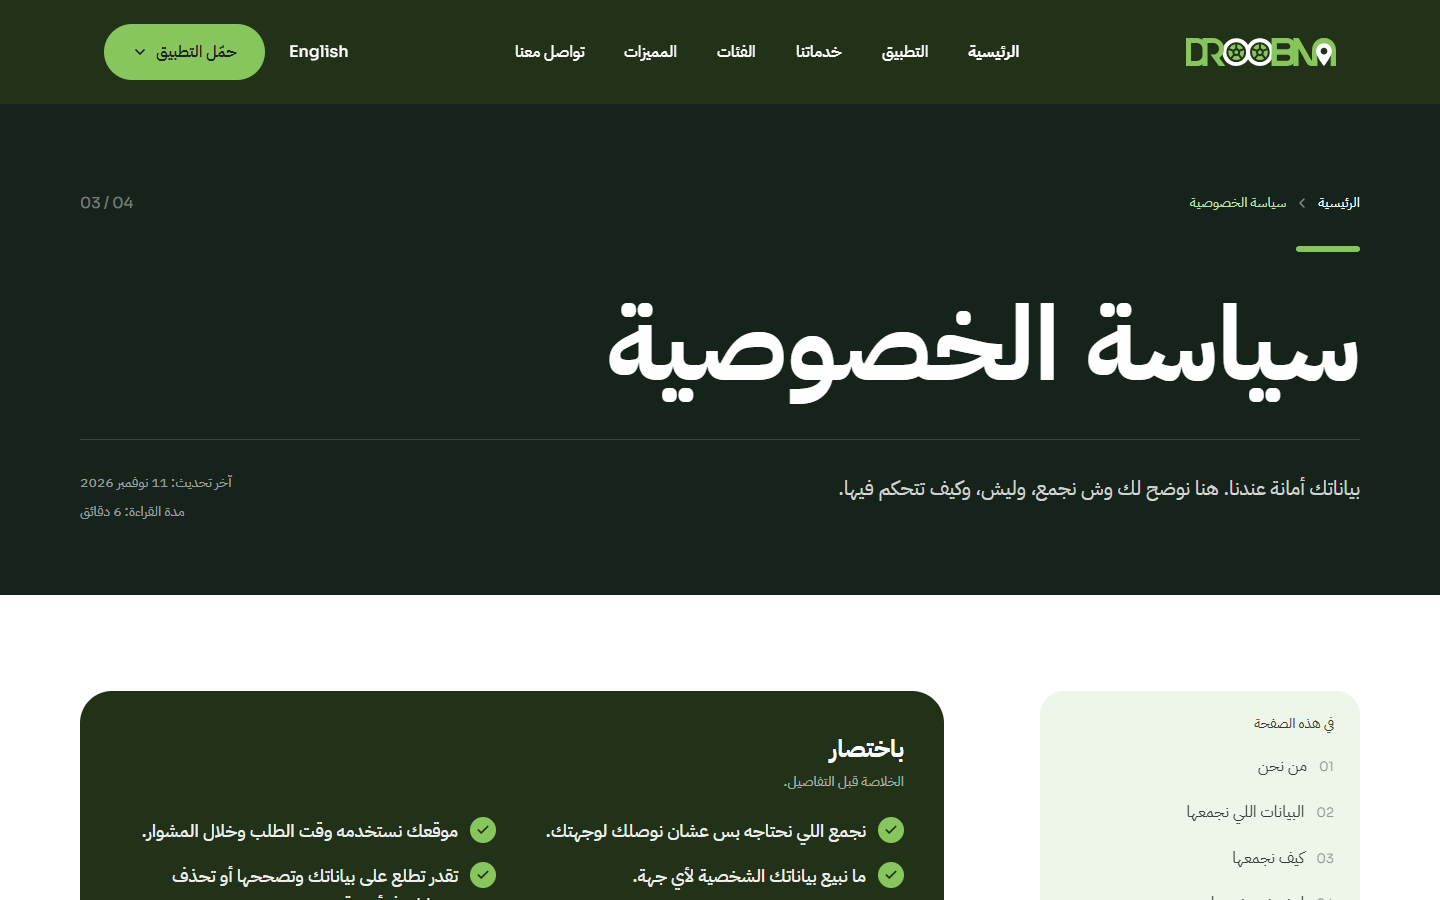 DROOBNA
الرئيسية
التطبيق
خدماتنا
الفئات
المميزات
تواصل معنا
English
حمّل التطبيق
الرئيسية
سياسة الخصوصية
03 / 04
سياسة الخصوصية
بياناتك أمانة عندنا. هنا نوضح لك وش نجمع، وليش، وكيف تتحكم فيها.
آخر تحديث: 11 نوفمبر 2026
مدة القراءة: 6 دقائق
في هذه الصفحة
01 من نحن
02 البيانات اللي نجمعها
03 كيف نجمعها
باختصار
الخلاصة قبل التفاصيل.
نجمع اللي نحتاجه بس عشان نوصلك لوجهتك.
موقعك نستخدمه وقت الطلب وخلال المشوار.
ما نبيع بياناتك الشخصية لأي جهة.
تقدر تطلع على بياناتك وتصححها أو تحذف